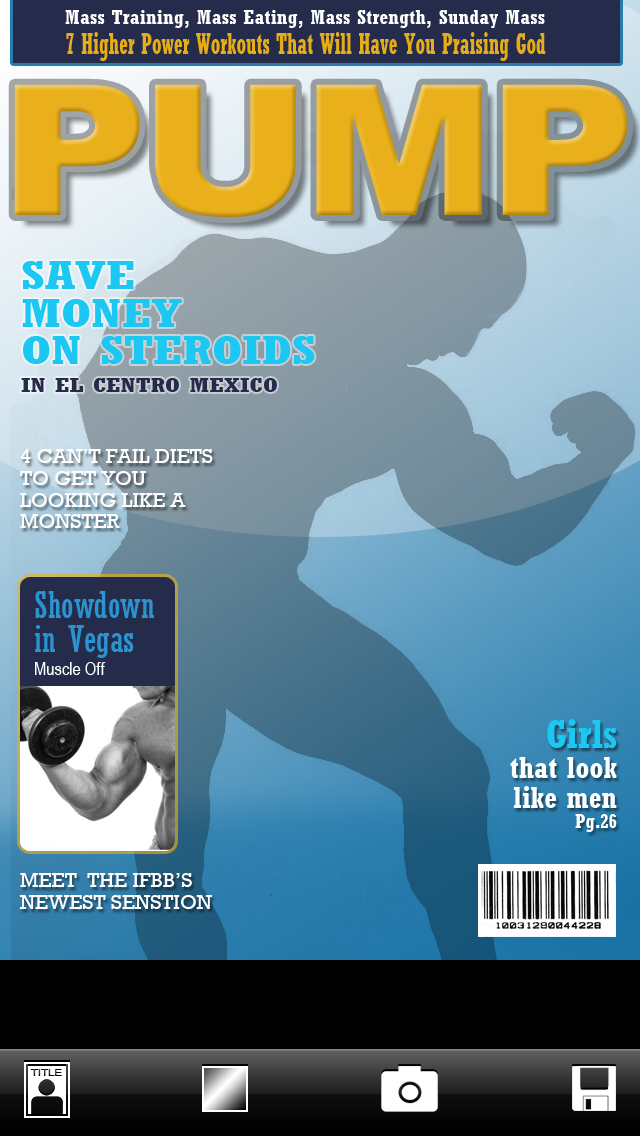 Mass Training, Mass Eating, Mass Strength, Sunday Mass
7 Higher Power Workouts That Will Have You Praising God
PUMP
SAVE
MONEY
ON STEROIDS
IN EL CENTRO MEXICO
4 CAN'T FAIL DIETS
TO GET YOU
LOOKING LIKE A
MONSTER
Showdown
in Vegas
Muscle Off
Girls
that look
like men
Pg.26
MEET THE IFBB'S
NEWEST SENSTION
10031290044228
TITLE